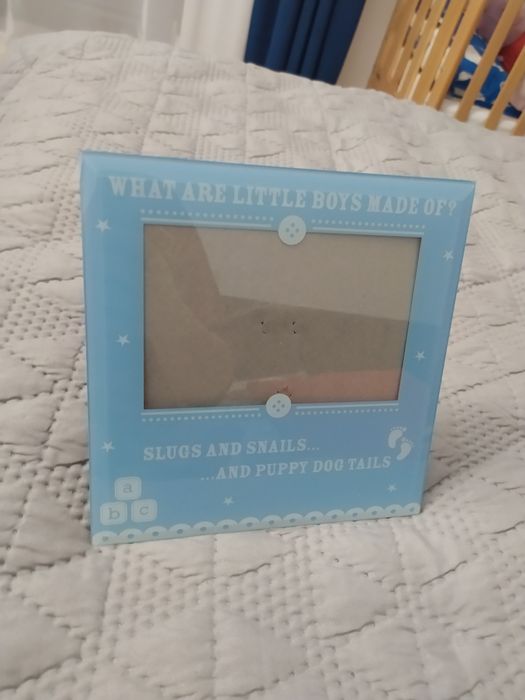 WHAT ARE LITTLE BOYS MADE OF?
SLUGS AND SNAILS...
...AND PUPPY DOG TAILS
a
b c